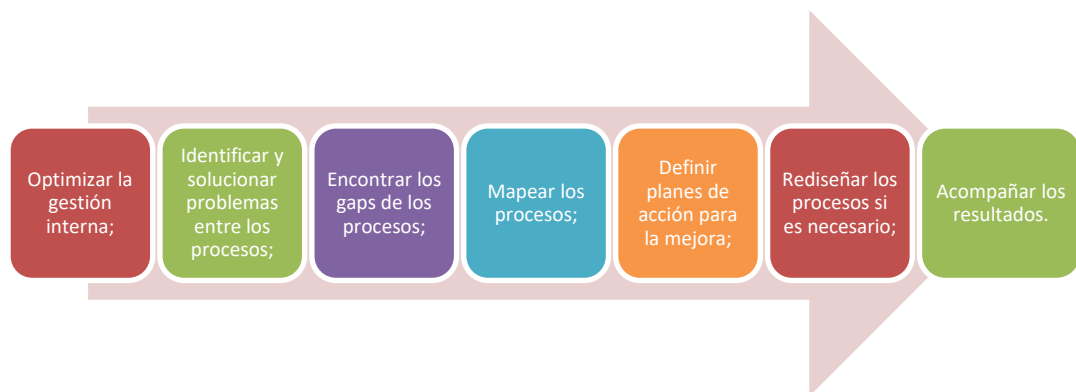 Optimizar la
gestión
interna;
Identificar y
solucionar
problemas
entre los
procesos;
Encontrar los
gaps de los
procesos;
Mapear los
procesos;
Definir
planes de
acción para
la mejora;
Rediseñar los
procesos si
es necesario;
Acompañar los
resultados.